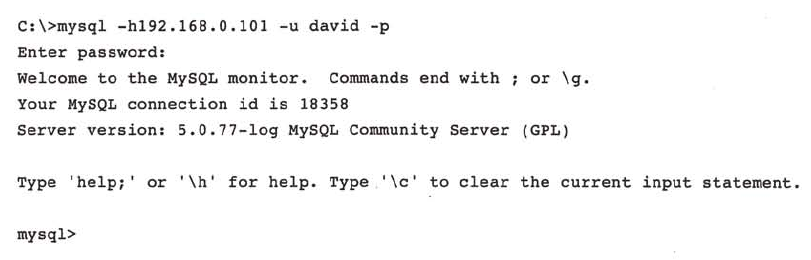 C:\>mysql -h192.168.0.101 -u david -p
Enter password:
Welcome to the MySQL monitor.  Commands end with ; or \g.
Your MySQL connection id is 18358
Server version: 5.0.77-log MySQL Community Server (GPL)
Type 'help;' or '\h' for help. Type '\c' to clear the current input statement.
mysql>